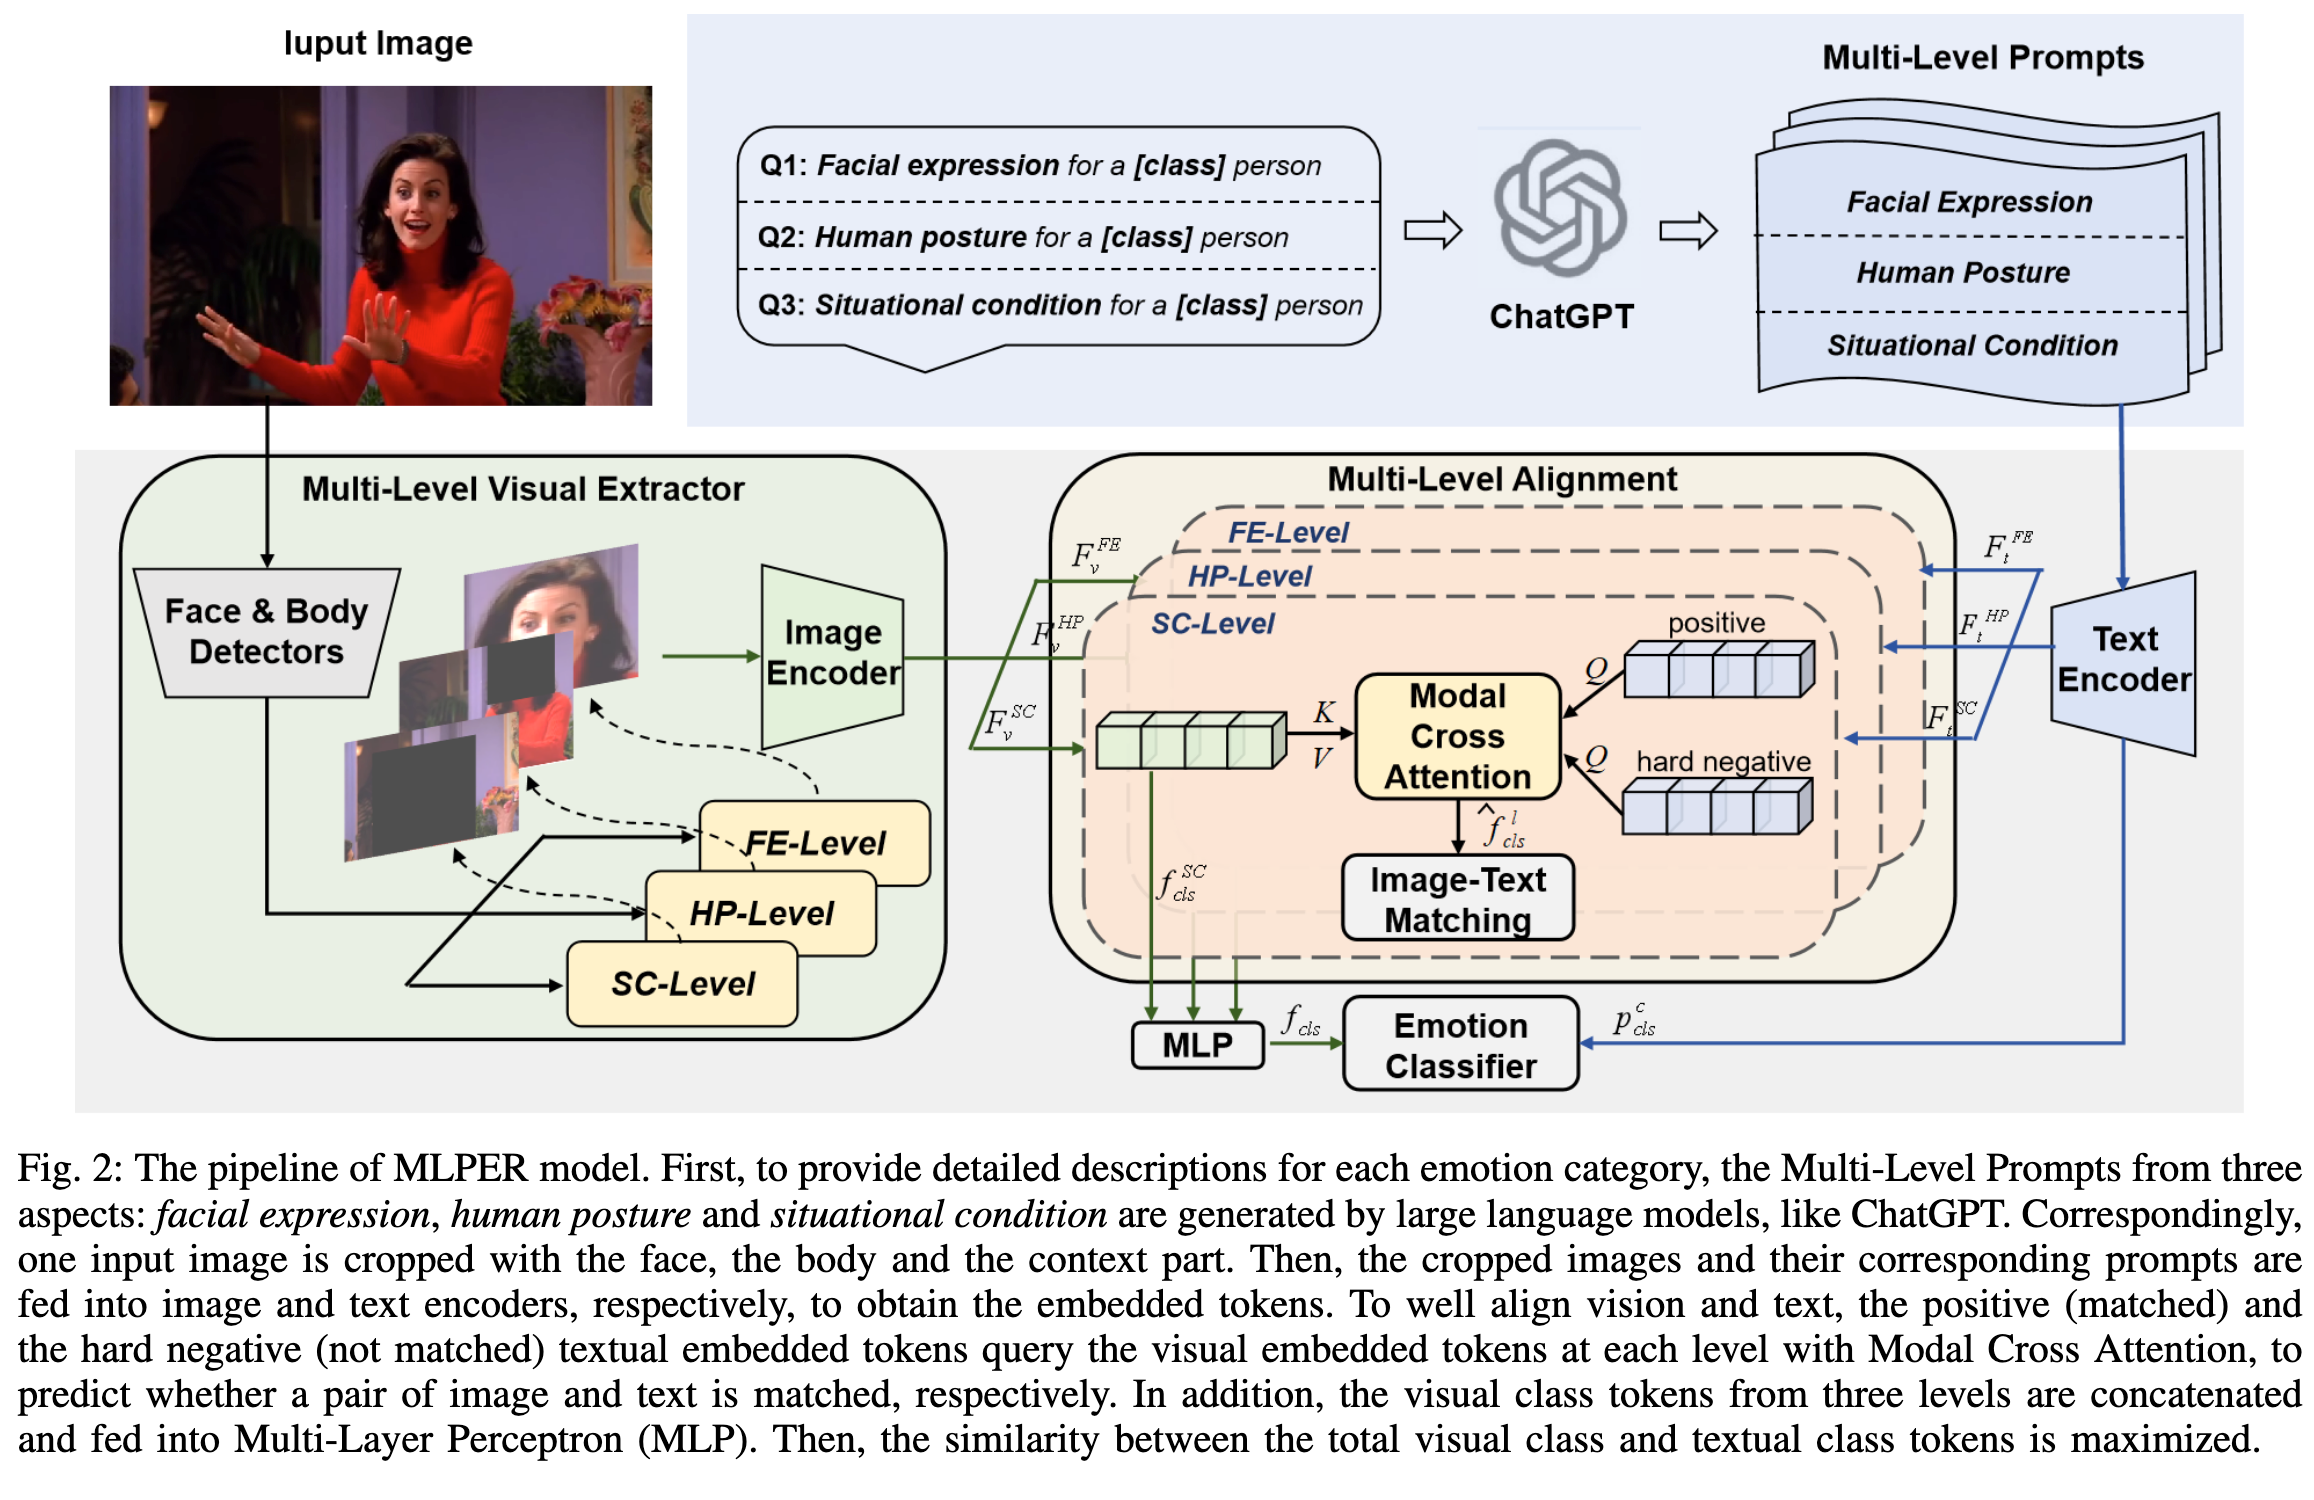 Iuput Image
Multi-Level Prompts
Q1: Facial expression for a [class] person
Q2: Human posture for a [class] person
Q3: Situational condition for a [class] person
ChatGPT
Facial Expression
Human Posture
Situational Condition
Multi-Level Visual Extractor
Face & Body
Detectors
Image
Encoder
FE-Level
HP-Level
SC-Level
Multi-Level Alignment
FE-Level
HP-Level
SC-Level
F_v^{FE}
F_v^{HP}
F_v^{SC}
K
V
Modal
Cross
Attention
Q
positive
Q
hard negative
\hat{f}_{cls}^{l}
Image-Text
Matching
f_{cls}^{SC}
F_t^{FE}
F_t^{HP}
F_t^{SC}
Text
Encoder
MLP
f_{cls}
Emotion
Classifier
p_{cls}^{c}
Fig. 2: The pipeline of MLPER model. First, to provide detailed descriptions for each emotion category, the Multi-Level Prompts from three
aspects: facial expression, human posture and situational condition are generated by large language models, like ChatGPT. Correspondingly,
one input image is cropped with the face, the body and the context part. Then, the cropped images and their corresponding prompts are
fed into image and text encoders, respectively, to obtain the embedded tokens. To well align vision and text, the positive (matched) and
the hard negative (not matched) textual embedded tokens query the visual embedded tokens at each level with Modal Cross Attention, to
predict whether a pair of image and text is matched, respectively. In addition, the visual class tokens from three levels are concatenated
and fed into Multi-Layer Perceptron (MLP). Then, the similarity between the total visual class and textual class tokens is maximized.